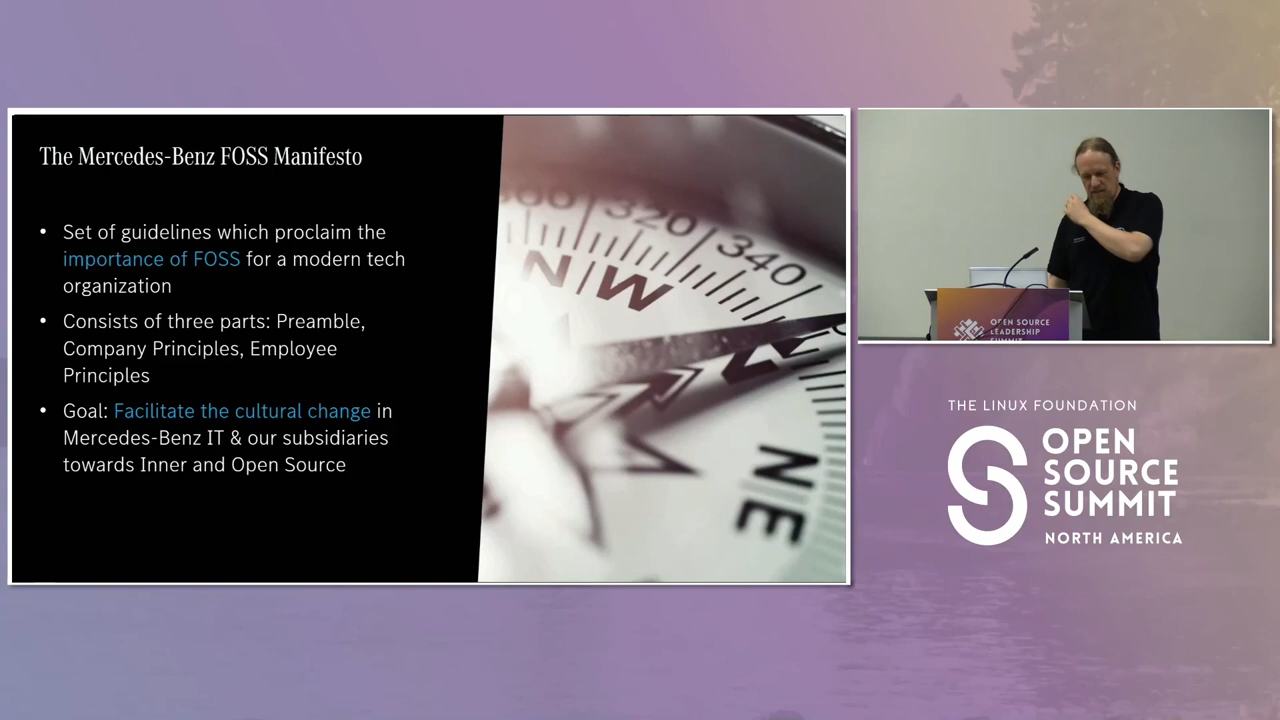 The Mercedes-Benz FOSS Manifesto
• Set of guidelines which proclaim the
importance of FOSS for a modern tech
organization
• Consists of three parts: Preamble,
Company Principles, Employee
Principles
• Goal: Facilitate the cultural change in
Mercedes-Benz IT & our subsidiaries
towards Inner and Open Source
320
340
N/W
N
NE
OPEN SOURCE
LEADERSHIP
SUMMIT
THE LINUX FOUNDATION
OPEN
SOURCE
SUMMIT
NORTH AMERICA